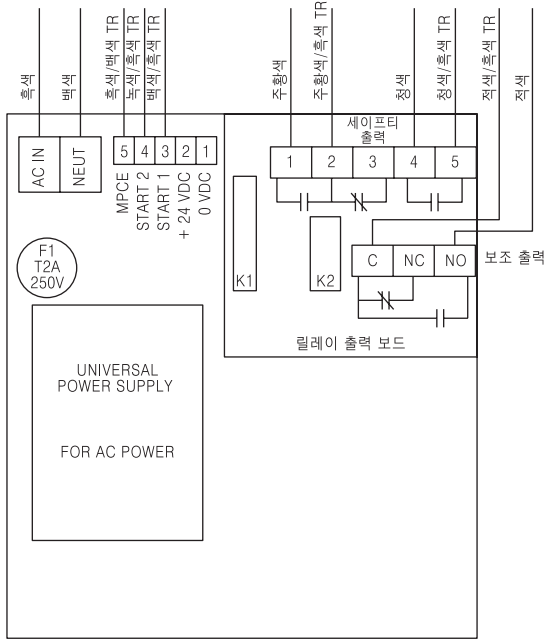 흑색
백색
흑색/백색 TR
녹색/흑색 TR
백색/흑색 TR
주황색
주황색/흑색 TR
청색
청색/흑색 TR
적색/흑색 TR
적색
세이프티
출력
AC IN
NEUT
5 4 3 2 1
MPCE
START 2
START 1
+ 24 VDC
0 VDC
1 2 3 4 5
F1
T2A
250V
K1
K2
C NC NO
보조 출력
릴레이 출력 보드
UNIVERSAL
POWER SUPPLY
FOR AC POWER